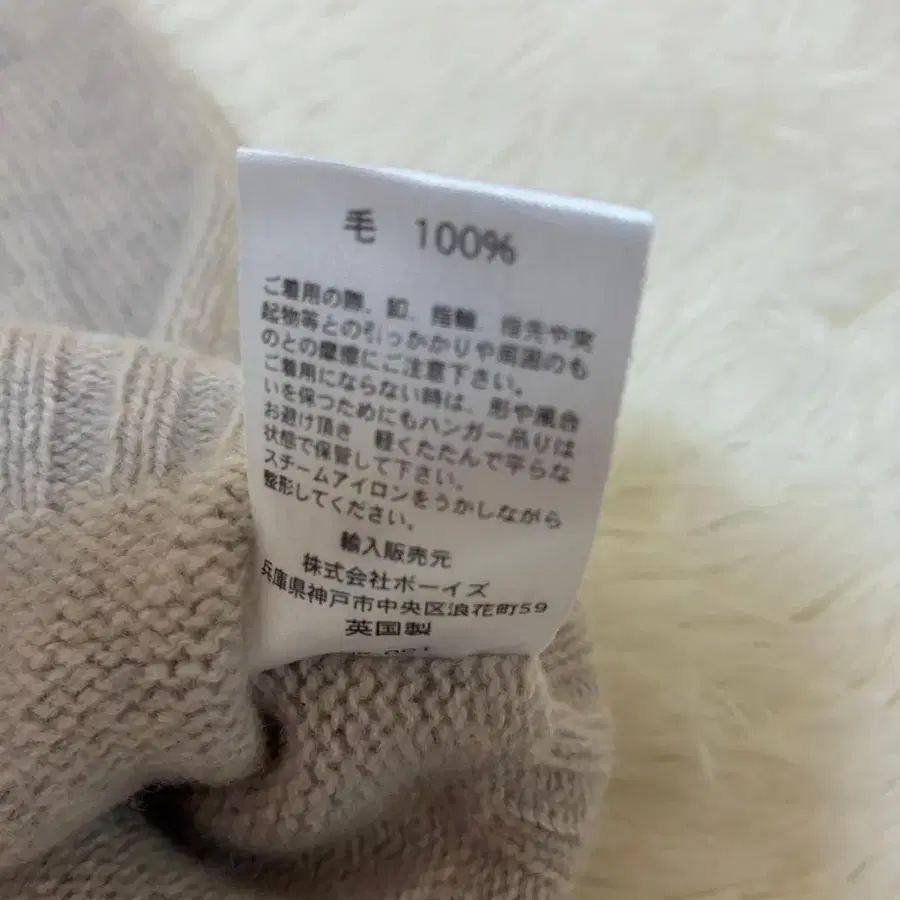 毛 100%
ご着用の際、釦、指輪、指先や突
起物等との引っかかりや周囲のも
のとの摩擦にご注意下さい。
ご着用にならない時は、形や風合
いを保つためにもハンガー吊りは
お避け頂き 軽くたたんで平らな
状態で保管して下さい。
スチームアイロンをうかしながら
整形してください。
輸入販売元
株式会社ボーイズ
兵庫県神戸市中央区浪花町59
英国製